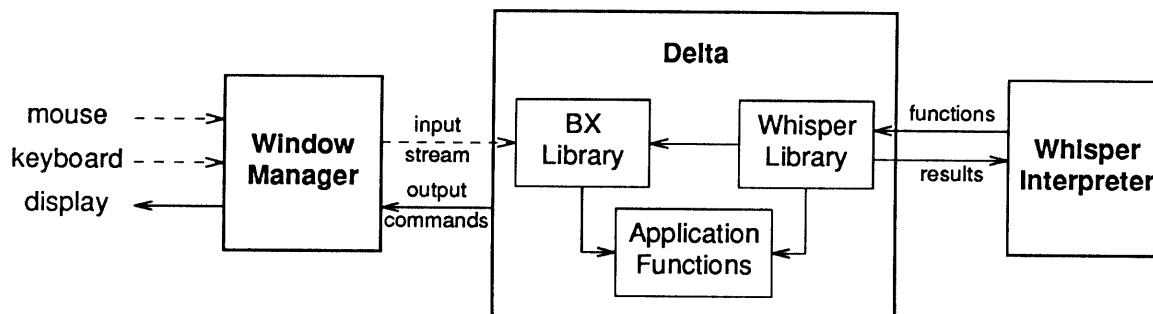 mouse
keyboard
display
Window
Manager
input
stream
output
commands
Delta
BX
Library
Whisper
Library
Application
Functions
functions
results
Whisper
Interpreter